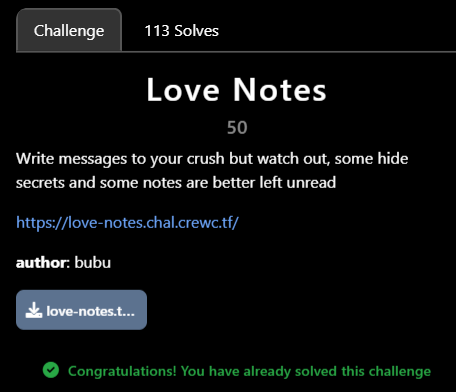 Challenge
113 Solves
Love Notes
50
Write messages to your crush but watch out, some hide
secrets and some notes are better left unread
https://love-notes.chal.crewc.tf/
author: bubu
love-notes.t...
Congratulations! You have already solved this challenge